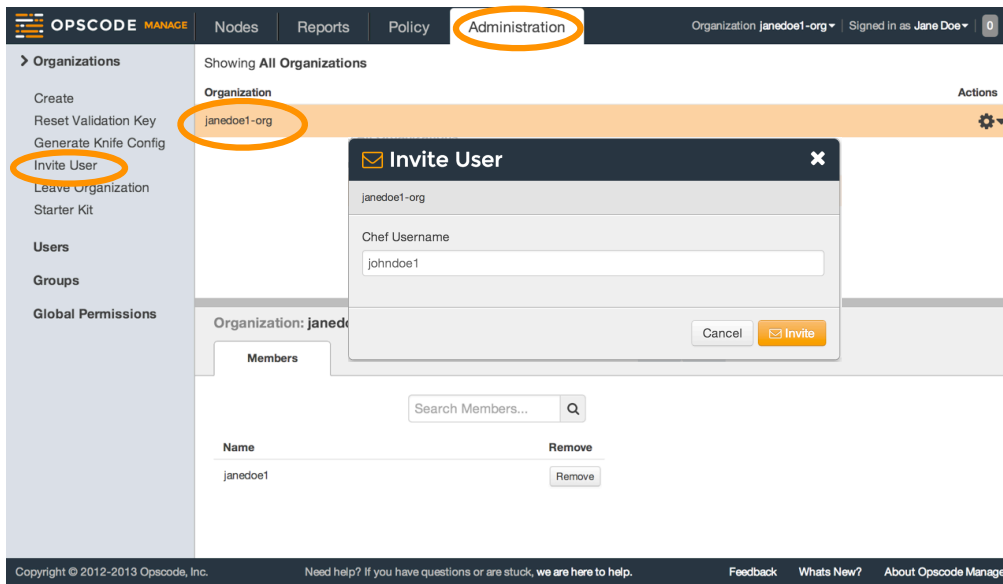 OPSCODE MANAGE
Nodes
Reports
Policy
Administration
Organization janedoe1-org
Signed in as Jane Doe
0
Organizations
Create
Reset Validation Key
Generate Knife Config
Invite User
Leave Organization
Starter Kit
Users
Groups
Global Permissions
Showing All Organizations
Organization
Actions
janedoe1-org
Invite User
janedoe1-org
Chef Username
johndoe1
Cancel
Invite
Organization:
Members
Search Members...
Name
Remove
janedoe1
Remove
Copyright © 2012-2013 Opscode, Inc.
Need help? If you have questions or are stuck, we are here to help.
Feedback
Whats New?
About Opscode Manage